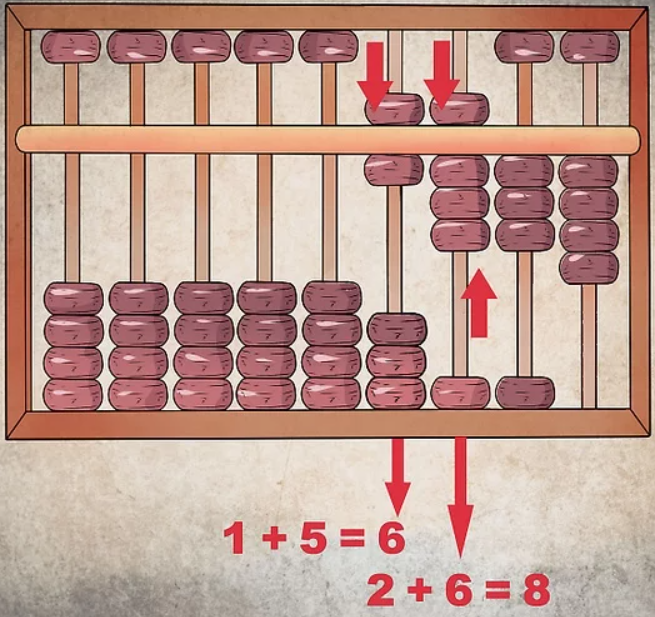 1 + 5 = 6
2 + 6 = 8